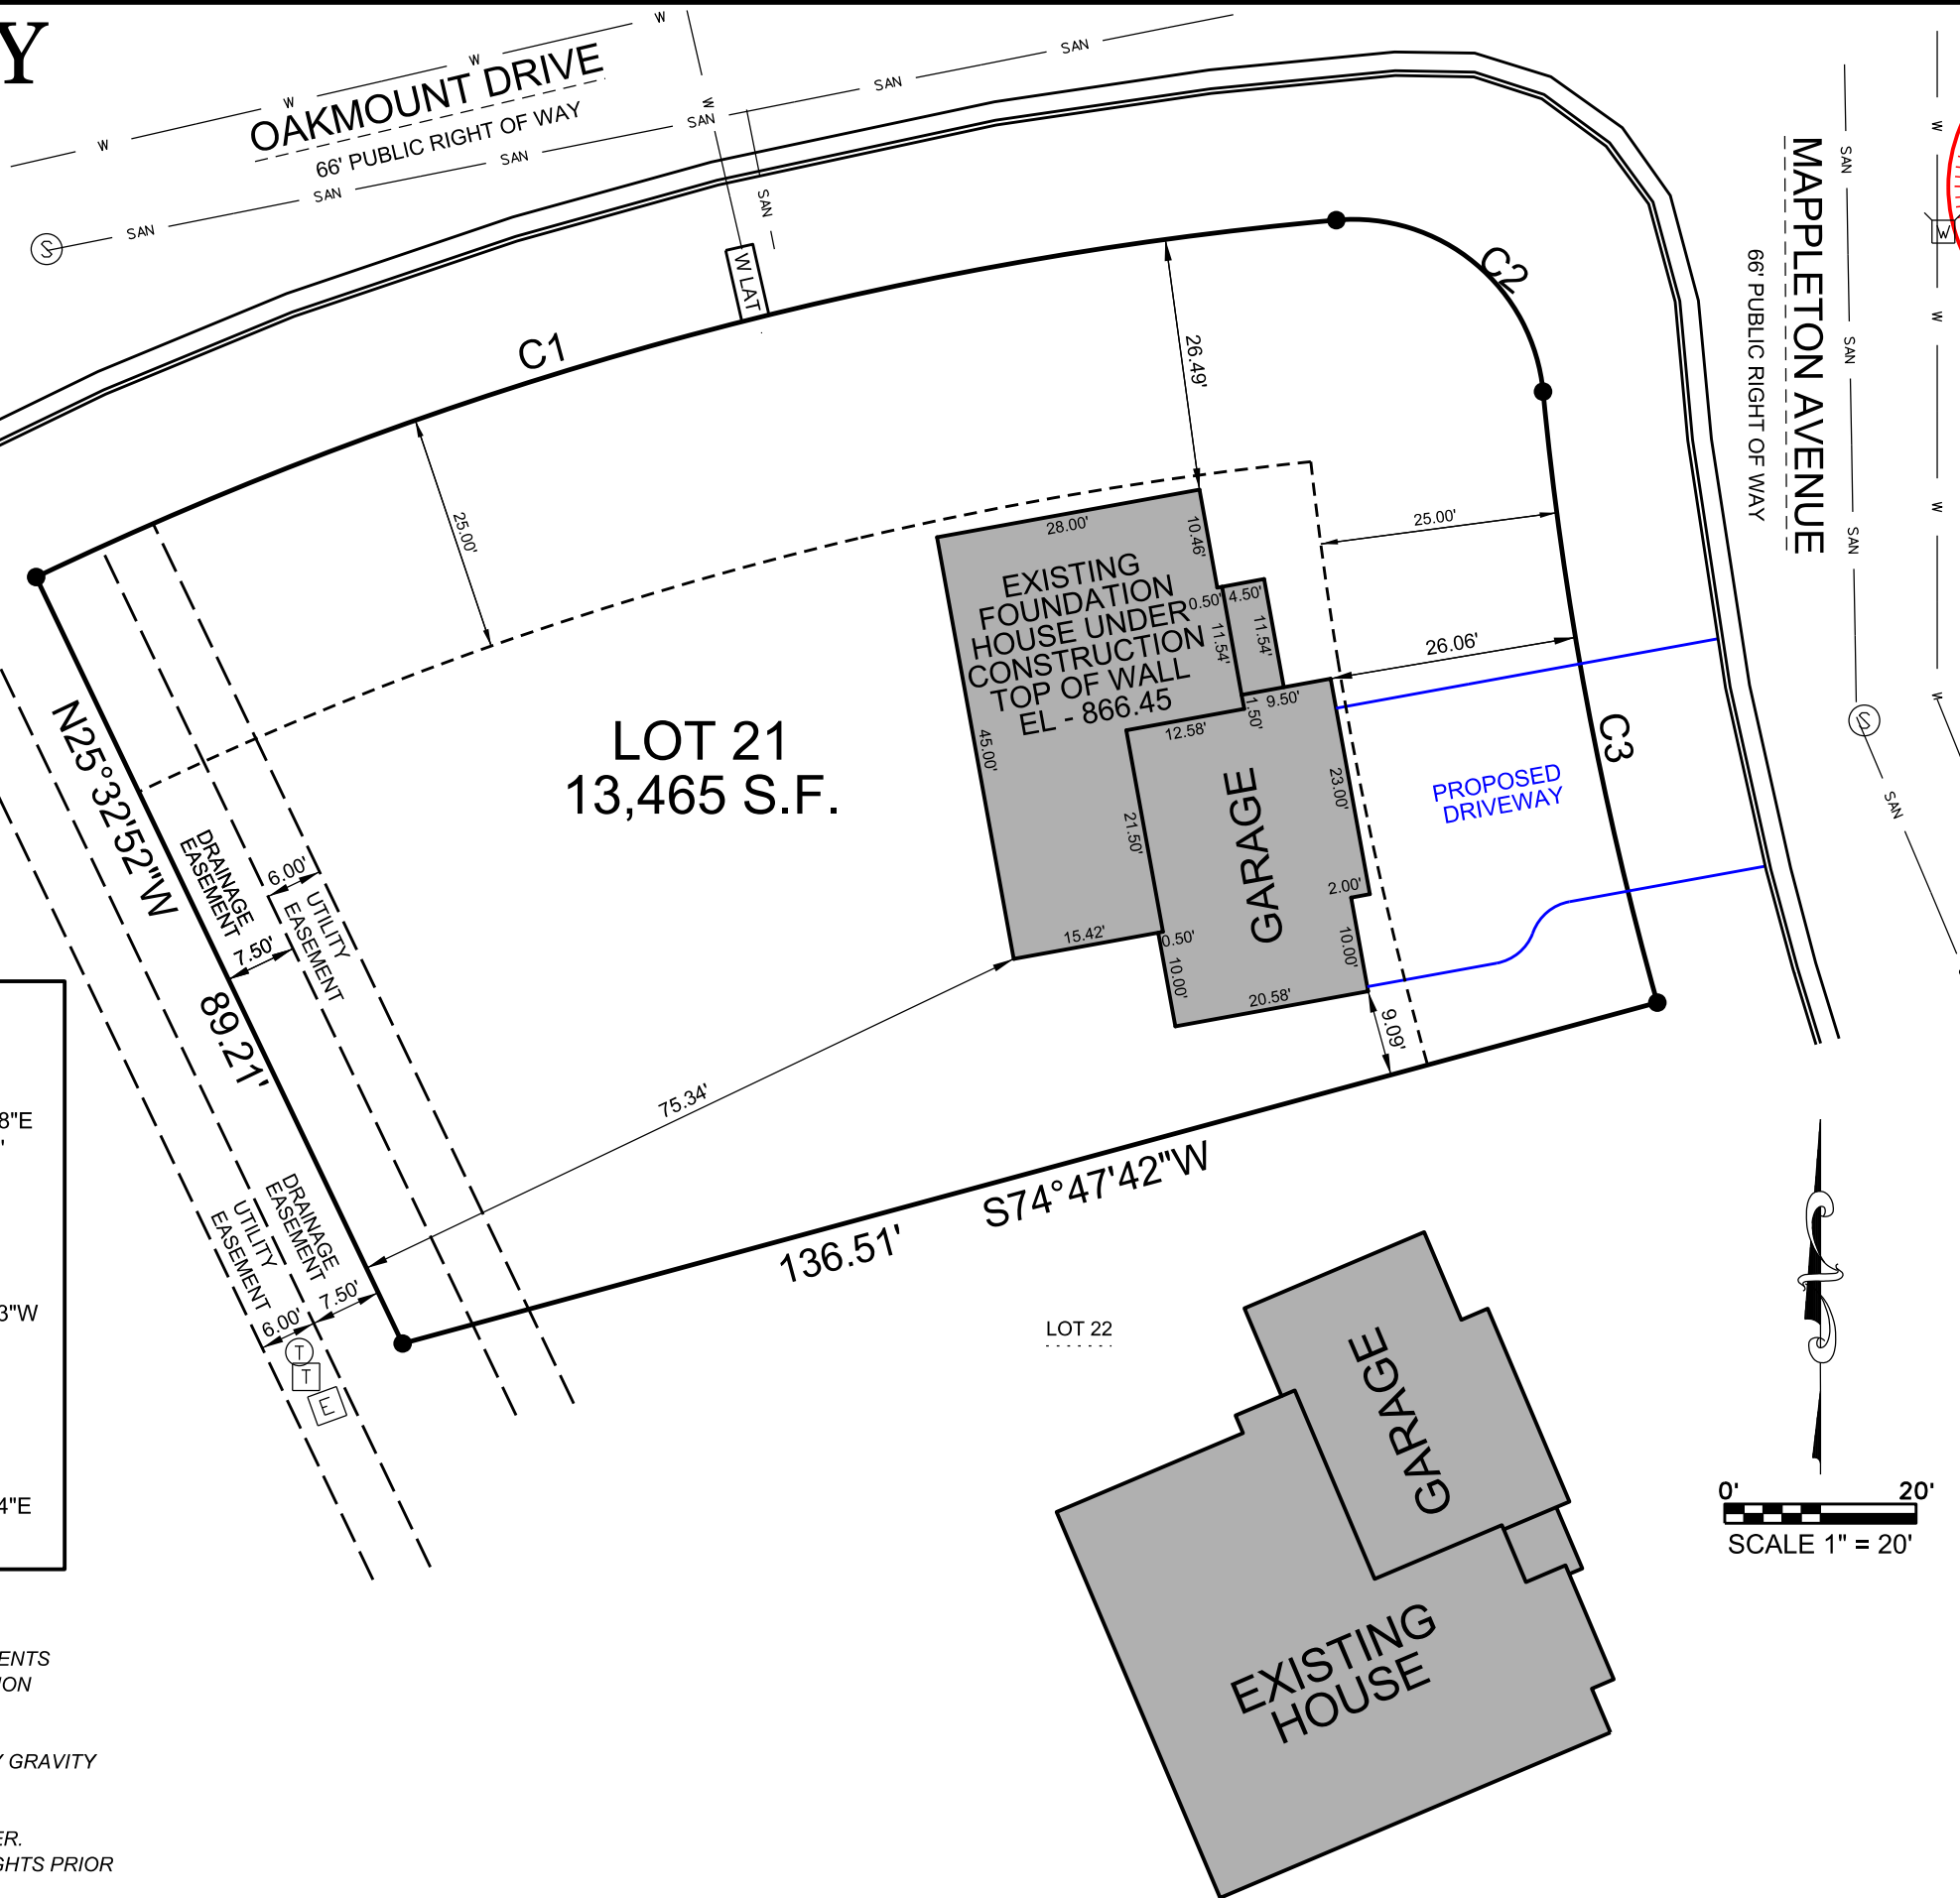 Y
W
W
W
W
OAKMOUNT DRIVE
66' PUBLIC RIGHT OF WAY
SAN
SAN
SAN
SAN
SAN
SAN
S
W
SAN
W LAT
C1
C2
C3
MAPPLETON AVENUE
66' PUBLIC RIGHT OF WAY
SAN
SAN
SAN
SAN
S
W
W
W
W
W
26.49'
25.00'
25.00'
26.06'
28.00'
10.46'
0.50'
4.50'
11.54'
11.54'
EXISTING
FOUNDATION
HOUSE UNDER
CONSTRUCTION
TOP OF WALL
EL - 866.45
9.50'
1.50'
12.58'
45.00'
21.50'
23.00'
GARAGE
2.00'
10.00'
15.42'
0.50'
10.00'
20.58'
9.09'
PROPOSED
DRIVEWAY
LOT 21
13,465 S.F.
N25°32'52"W
89.21'
DRAINAGE
EASEMENT
6.00'
UTILITY
EASEMENT
7.50'
75.34'
S74°47'42"W
136.51'
DRAINAGE
EASEMENT
UTILITY
EASEMENT
7.50'
6.00'
T
T
E
LOT 22
GARAGE
EXISTING
HOUSE
0' 20'
SCALE 1" = 20'
8"E
'
3"W
4"E
ENTS
ION
Y GRAVITY
ER.
GHTS PRIOR